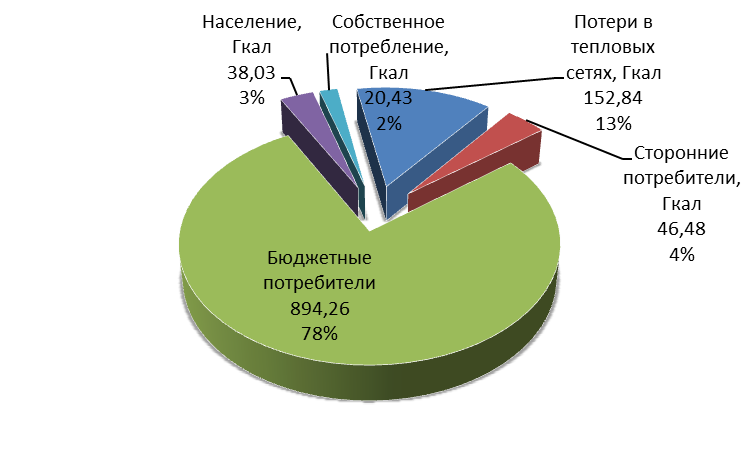 Население,
Гкал
38,03
3%
Собственное
потребление,
Гкал
20,43
2%
Потери в
тепловых
сетях, Гкал
152,84
13%
Сторонние
потребители,
Гкал
46,48
4%
Бюджетные
потребители
894,26
78%